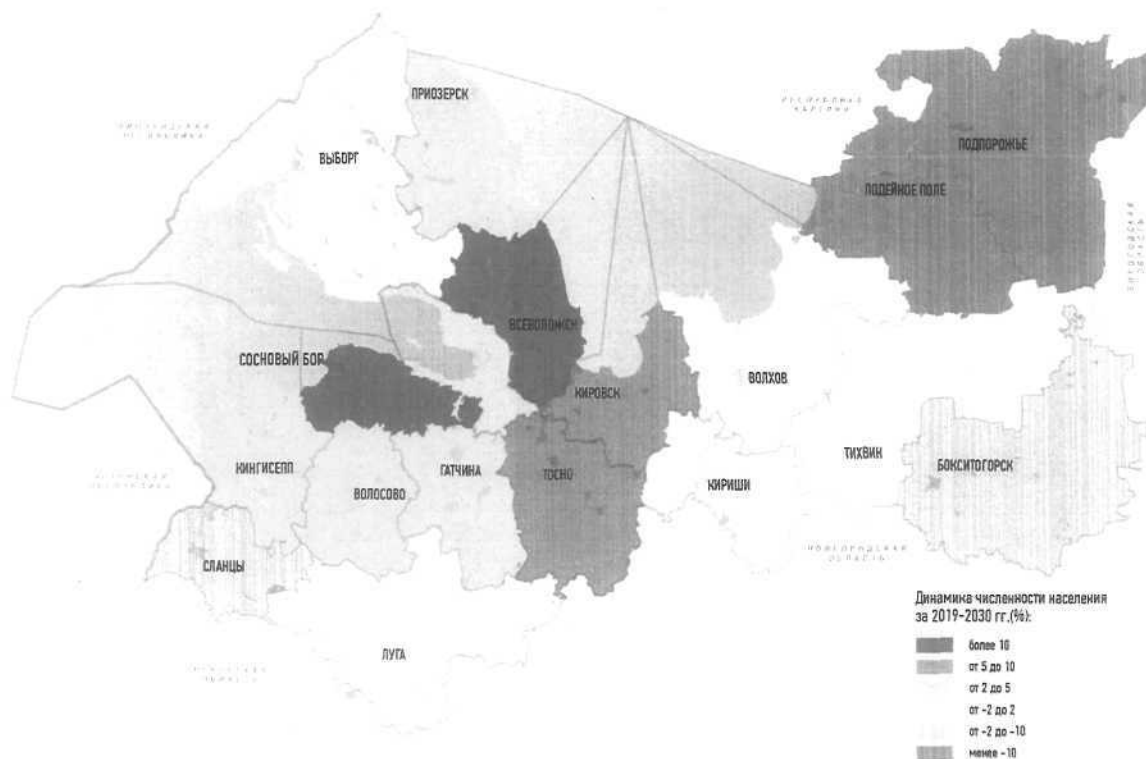 ПРИОЗЕРСК
ВЫБОРГ
РЕСПУБЛИКА
КАРЕЛИЯ
ПОДПОРОЖЬЕ
ЛОДЕЙНОЕ ПОЛЕ
ВСЕВОЛОЖСК
СОСНОВЫЙ БОР
КИРОВСК
ВОЛХОВ
КИНГИСЕПП
ВОЛОСОВО
ГАТЧИНА
ТОСНО
КИРИШИ
ТИХВИН
БОКСИТОГОРСК
СЛАНЦЫ
НОВГОРОДСКАЯ
ОБЛАСТЬ
ЛУГА
Динамика численности населения
за 2019-2030 гг.(%):
более 10
от 5 до 10
от 2 до 5
от -2 до 2
от -2 до -10
менее -10